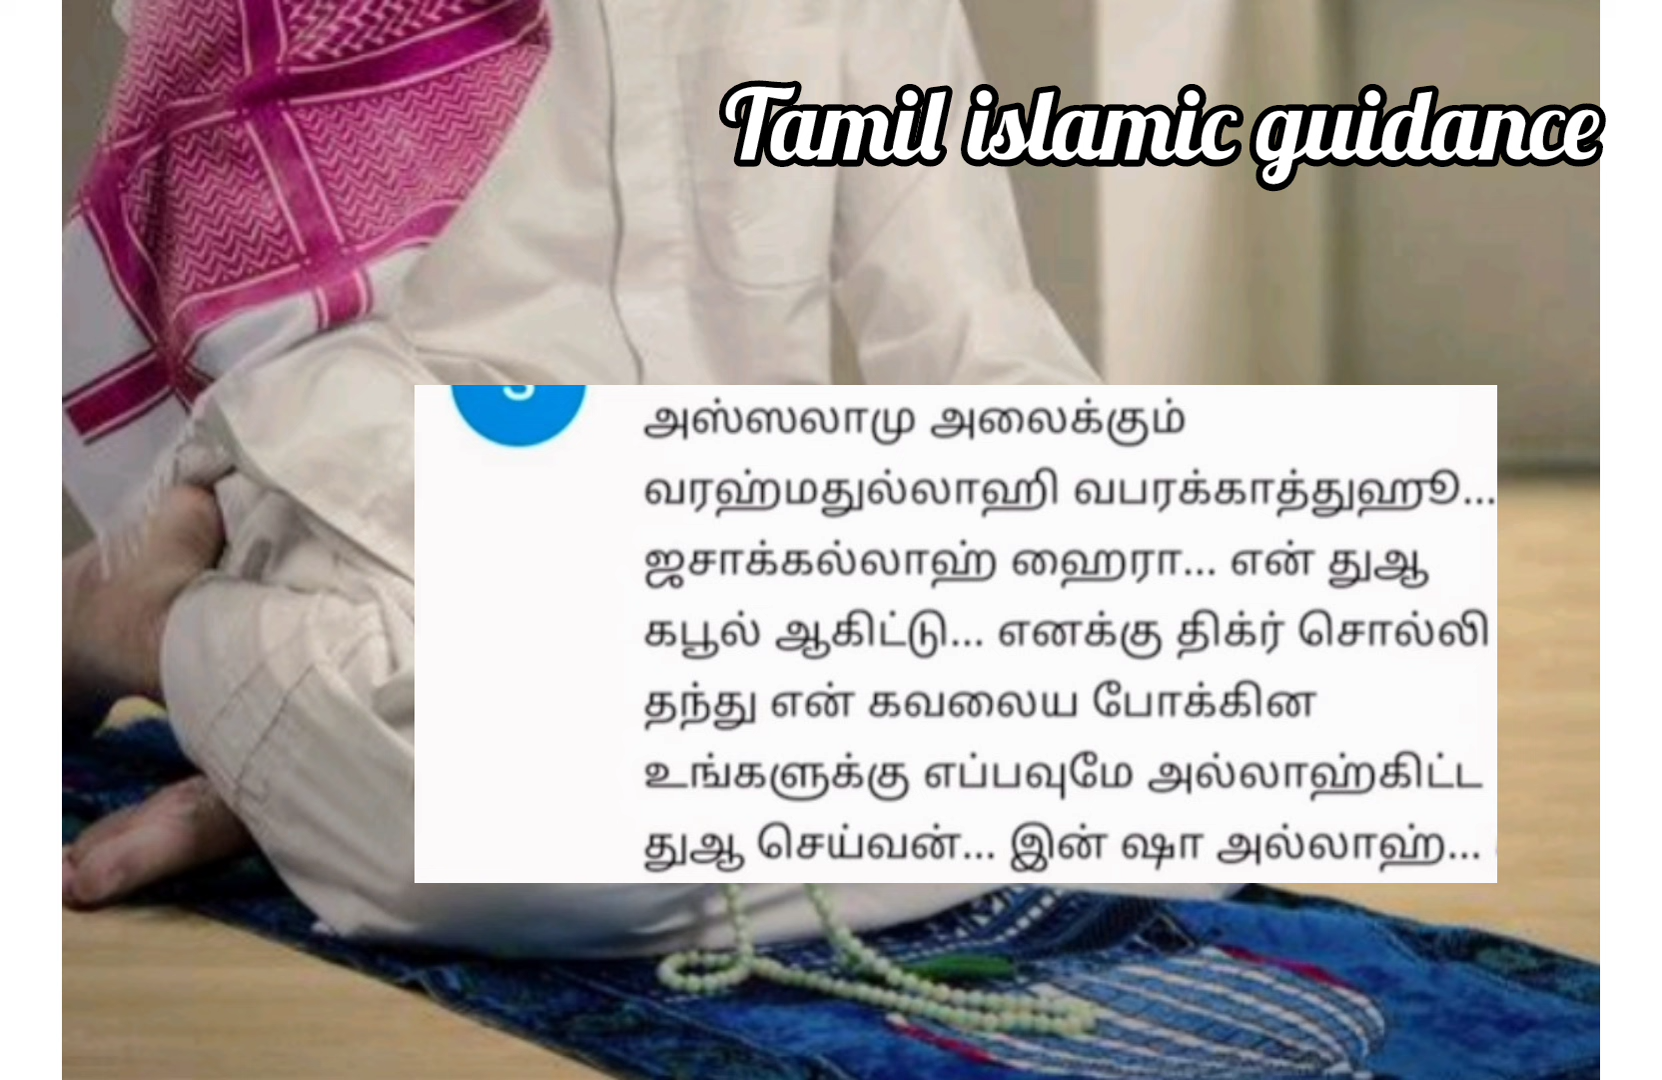 Tamil islamic guidance
அஸ்ஸலாமு அலைக்கும்
வரஹ்மதுல்லாஹி வபரக்காத்துஹூ...
ஜசாக்கல்லாஹ் ஹைரா... என் துஆ
கபூல் ஆகிட்டு... எனக்கு திக்ர் சொல்லி
தந்து என் கவலைய போக்கின
உங்களுக்கு எப்பவுமே அல்லாஹ்கிட்ட
துஆ செய்வன்... இன் ஷா அல்லாஹ்...